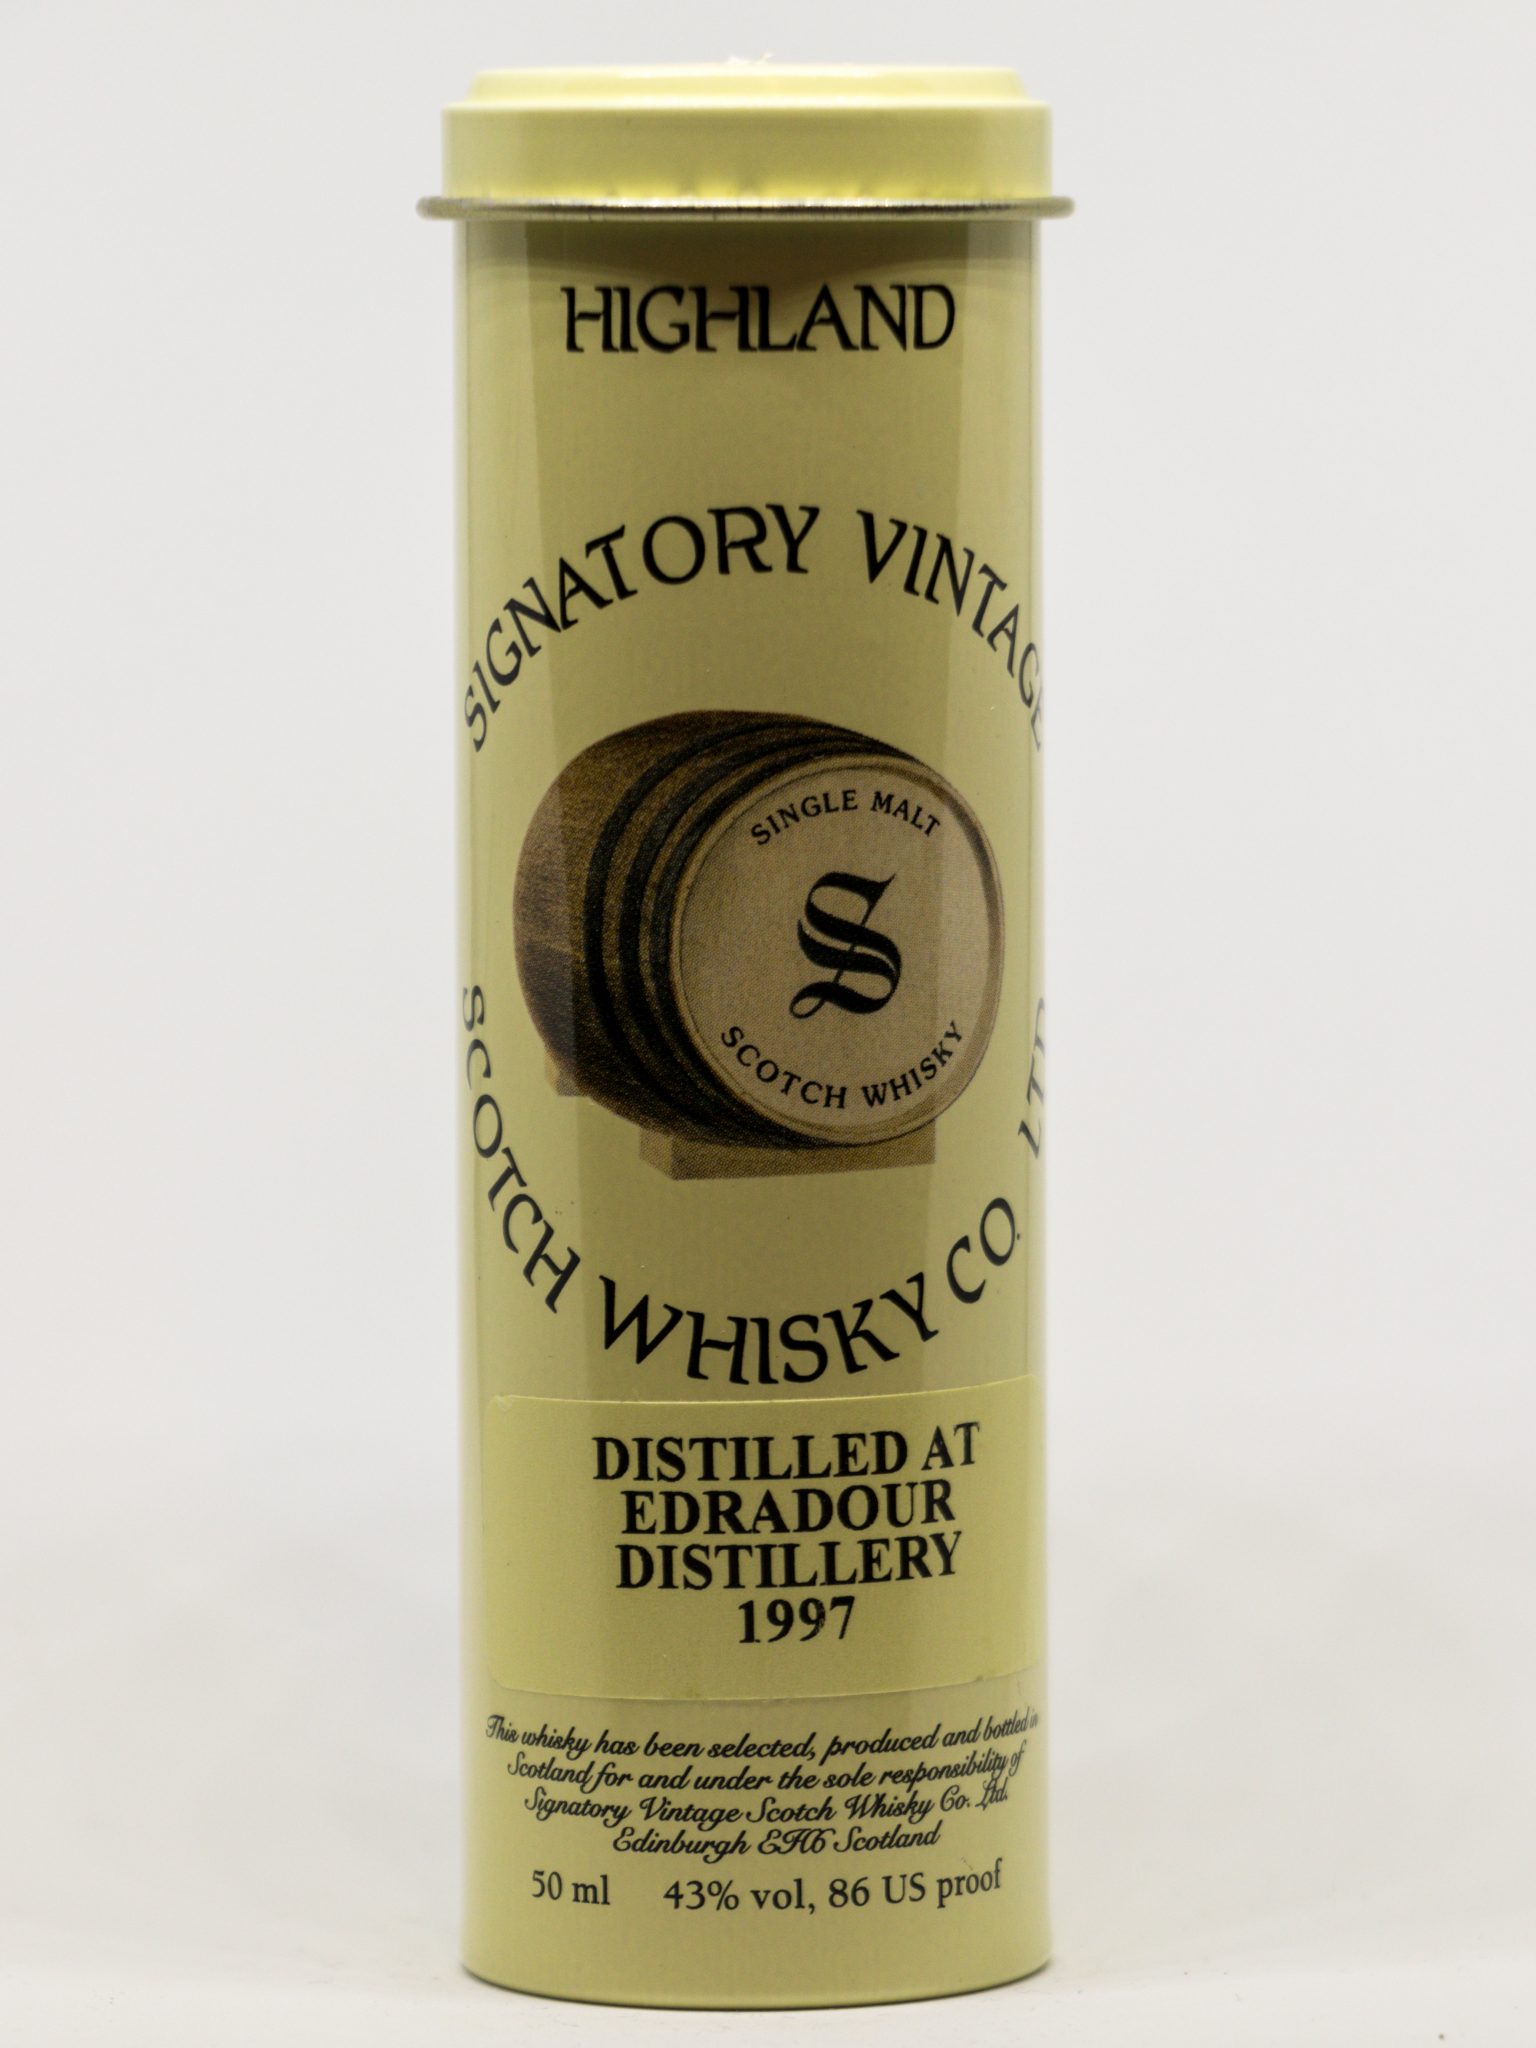 HIGHLAND
SIGNATORY VINTAGE
SINGLE MALT
S
SCOTCH WHISKY
SCOTCH WHISKY CO. LTD
DISTILLED AT
EDRADOUR
DISTILLERY
1997
This whisky has been selected, produced and bottled in
Scotland for and under the sole responsibility of
Signatory Vintage Scotch Whisky Co. Ltd.
Edinburgh EH6 Scotland
50 ml 43% vol, 86 US proof